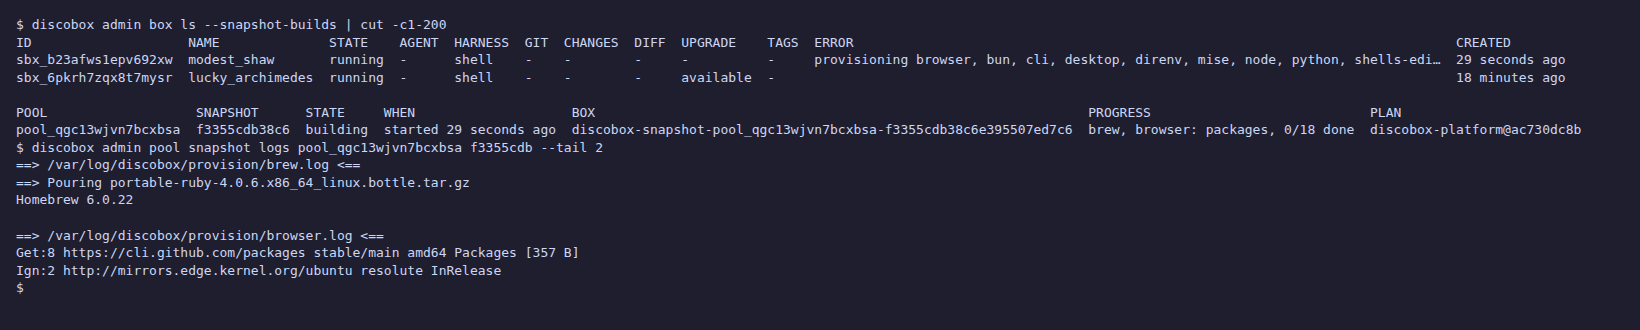 $ discobox admin box ls --snapshot-builds | cut -c1-200
ID                    NAME              STATE    AGENT  HARNESS  GIT  CHANGES  DIFF  UPGRADE    TAGS  ERROR                                                                             CREATED
sbx_b23afws1epv692xw  modest_shaw       running  -      shell    -    -        -     -          -     provisioning browser, bun, cli, desktop, direnv, mise, node, python, shells-edi…  29 seconds ago
sbx_6pkrh7zqx8t7mysr  lucky_archimedes  running  -      shell    -    -        -     available  -                                                                                       18 minutes ago

POOL                   SNAPSHOT      STATE     WHEN                    BOX                                                               PROGRESS                            PLAN
pool_qgc13wjvn7bcxbsa  f3355cdb38c6  building  started 29 seconds ago  discobox-snapshot-pool_qgc13wjvn7bcxbsa-f3355cdb38c6e395507ed7c6  brew, browser: packages, 0/18 done  discobox-platform@ac730dc8b
$ discobox admin pool snapshot logs pool_qgc13wjvn7bcxbsa f3355cdb --tail 2
==> /var/log/discobox/provision/brew.log <==
==> Pouring portable-ruby-4.0.6.x86_64_linux.bottle.tar.gz
Homebrew 6.0.22

==> /var/log/discobox/provision/browser.log <==
Get:8 https://cli.github.com/packages stable/main amd64 Packages [357 B]
Ign:2 http://mirrors.edge.kernel.org/ubuntu resolute InRelease
$